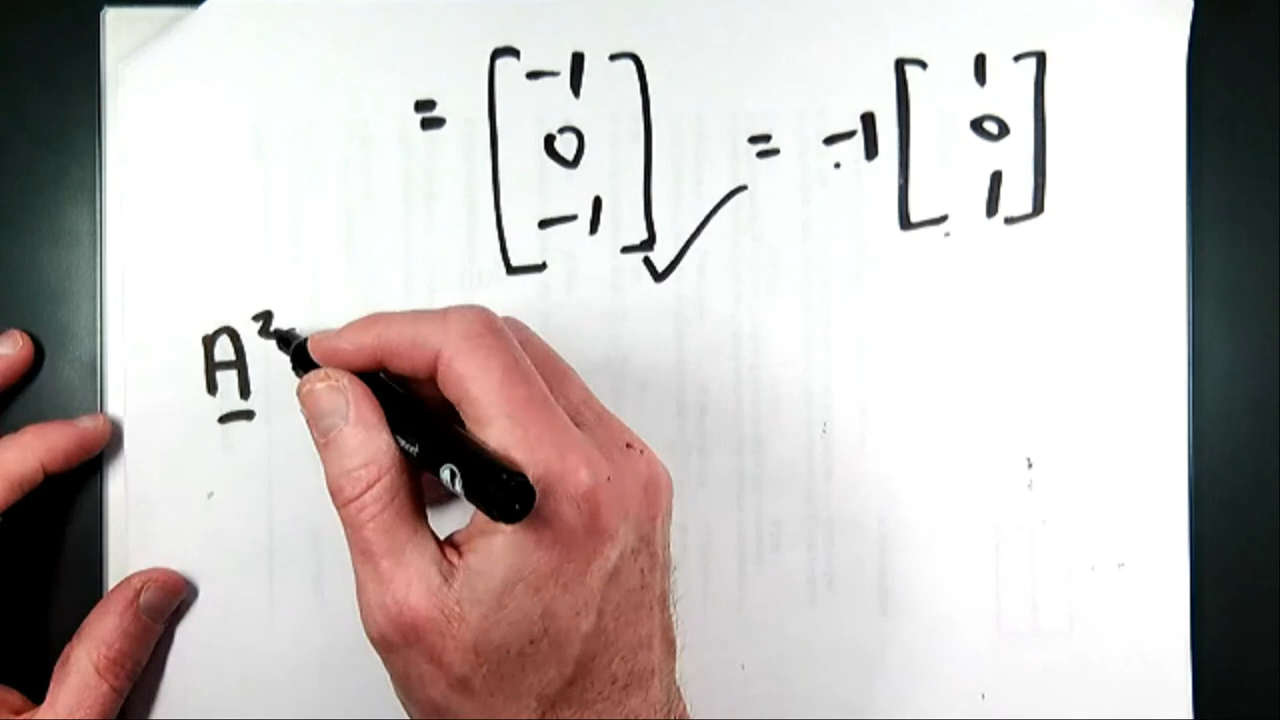 = [ -1 0 -1 ] ✓ = -1 [ 1 0 1 ]
A²